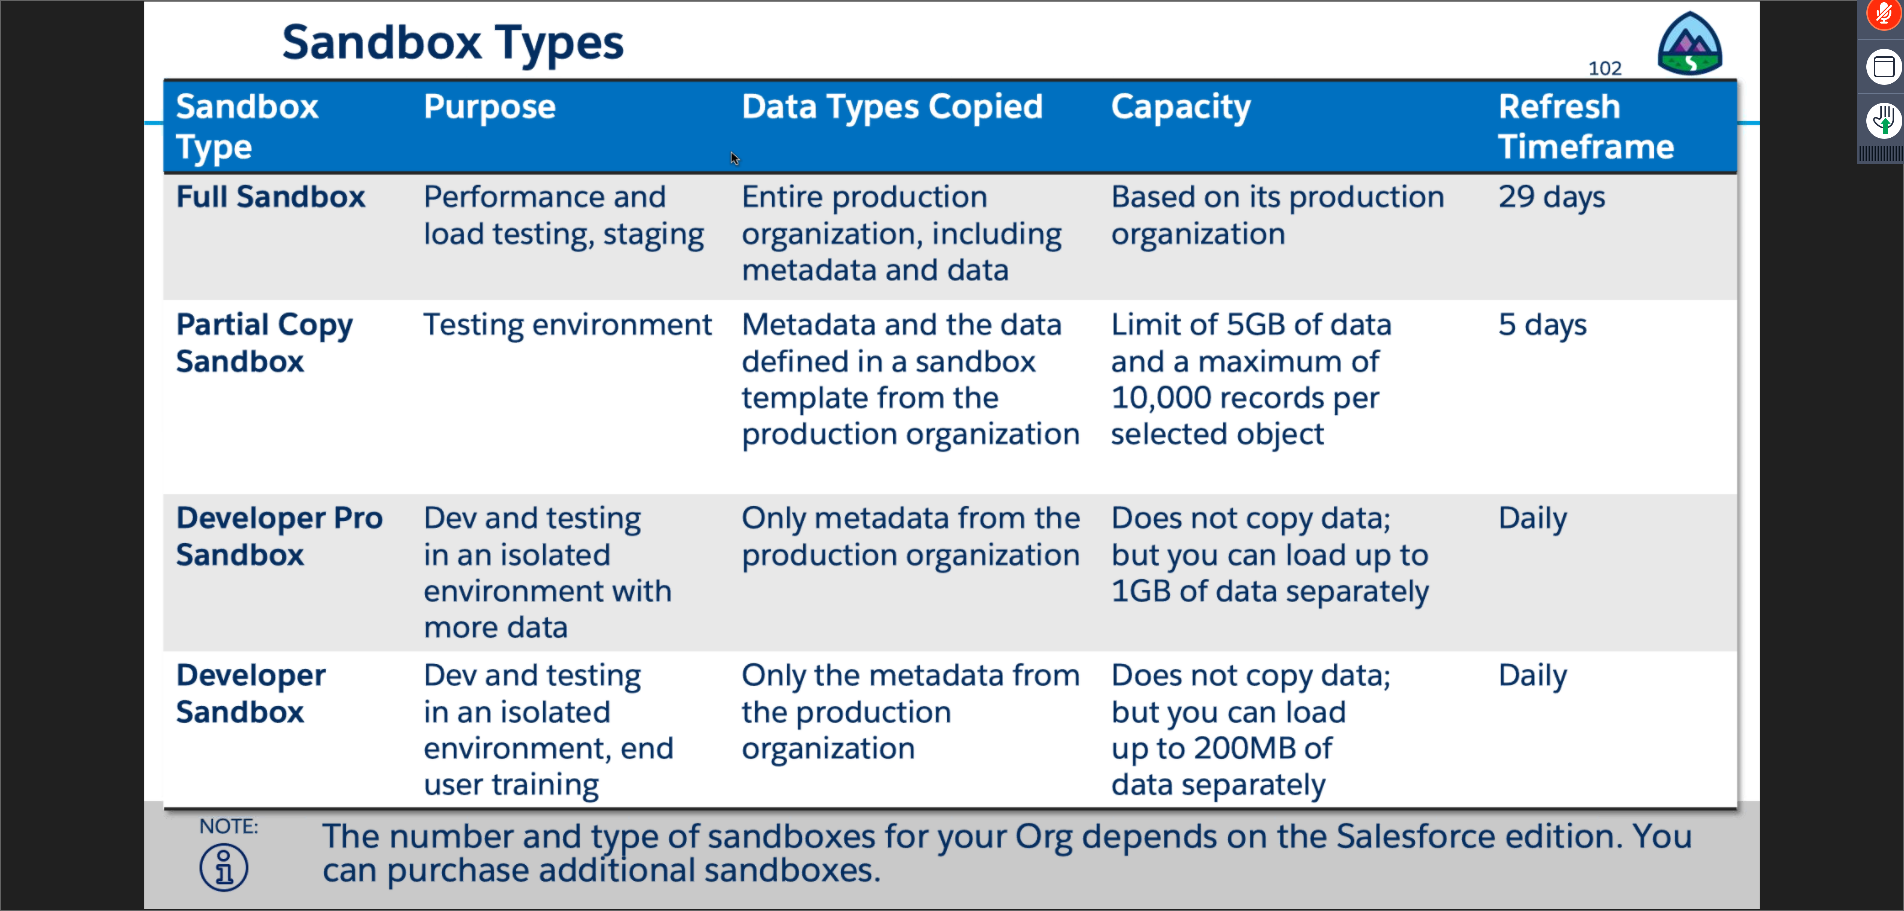 Sandbox Types
102
Sandbox Type
Purpose
Data Types Copied
Capacity
Refresh Timeframe
Full Sandbox
Performance and
load testing, staging
Entire production
organization, including
metadata and data
Based on its production
organization
29 days
Partial Copy
Sandbox
Testing environment
Metadata and the data
defined in a sandbox
template from the
production organization
Limit of 5GB of data
and a maximum of
10,000 records per
selected object
5 days
Developer Pro
Sandbox
Dev and testing
in an isolated
environment with
more data
Only metadata from the
production organization
Does not copy data;
but you can load up to
1GB of data separately
Daily
Developer
Sandbox
Dev and testing
in an isolated
environment, end
user training
Only the metadata from
the production
organization
Does not copy data;
but you can load
up to 200MB of
data separately
Daily
NOTE:
The number and type of sandboxes for your Org depends on the Salesforce edition. You
can purchase additional sandboxes.